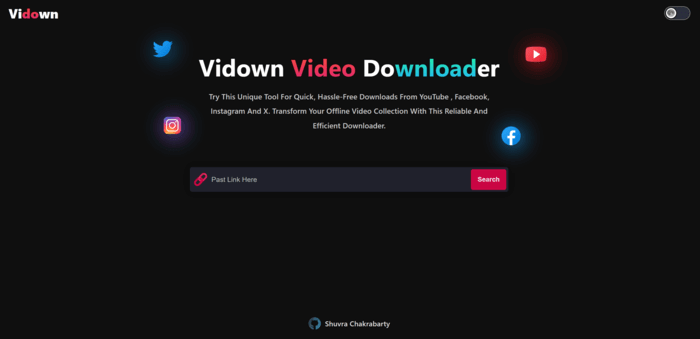 Vidown
Vidown Video Downloader
Try This Unique Tool For Quick, Hassle-Free Downloads From YouTube , Facebook,
Instagram And X. Transform Your Offline Video Collection With This Reliable And
Efficient Downloader.
Past Link Here
Search
Shuvra Chakrabarty